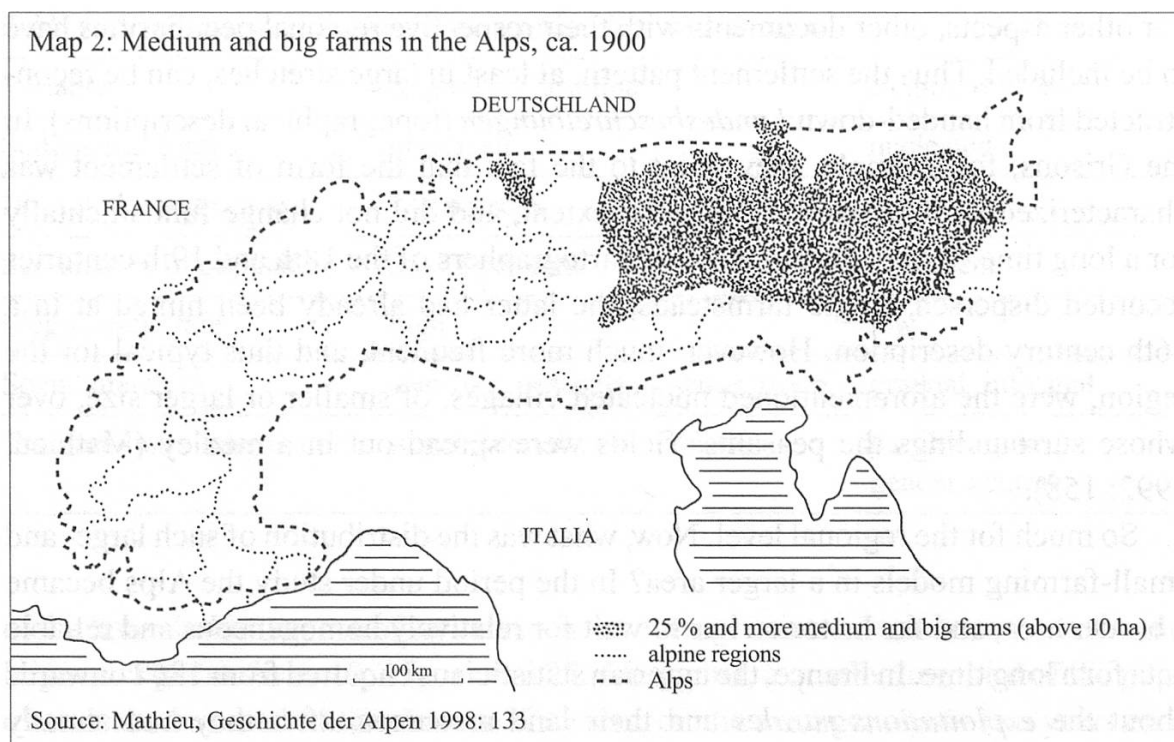 Map 2: Medium and big farms in the Alps, ca. 1900
DEUTSCHLAND
FRANCE
ITALIA
25 % and more medium and big farms (above 10 ha)
alpine regions
100 km
Alps
Source: Mathieu, Geschichte der Alpen 1998: 133.